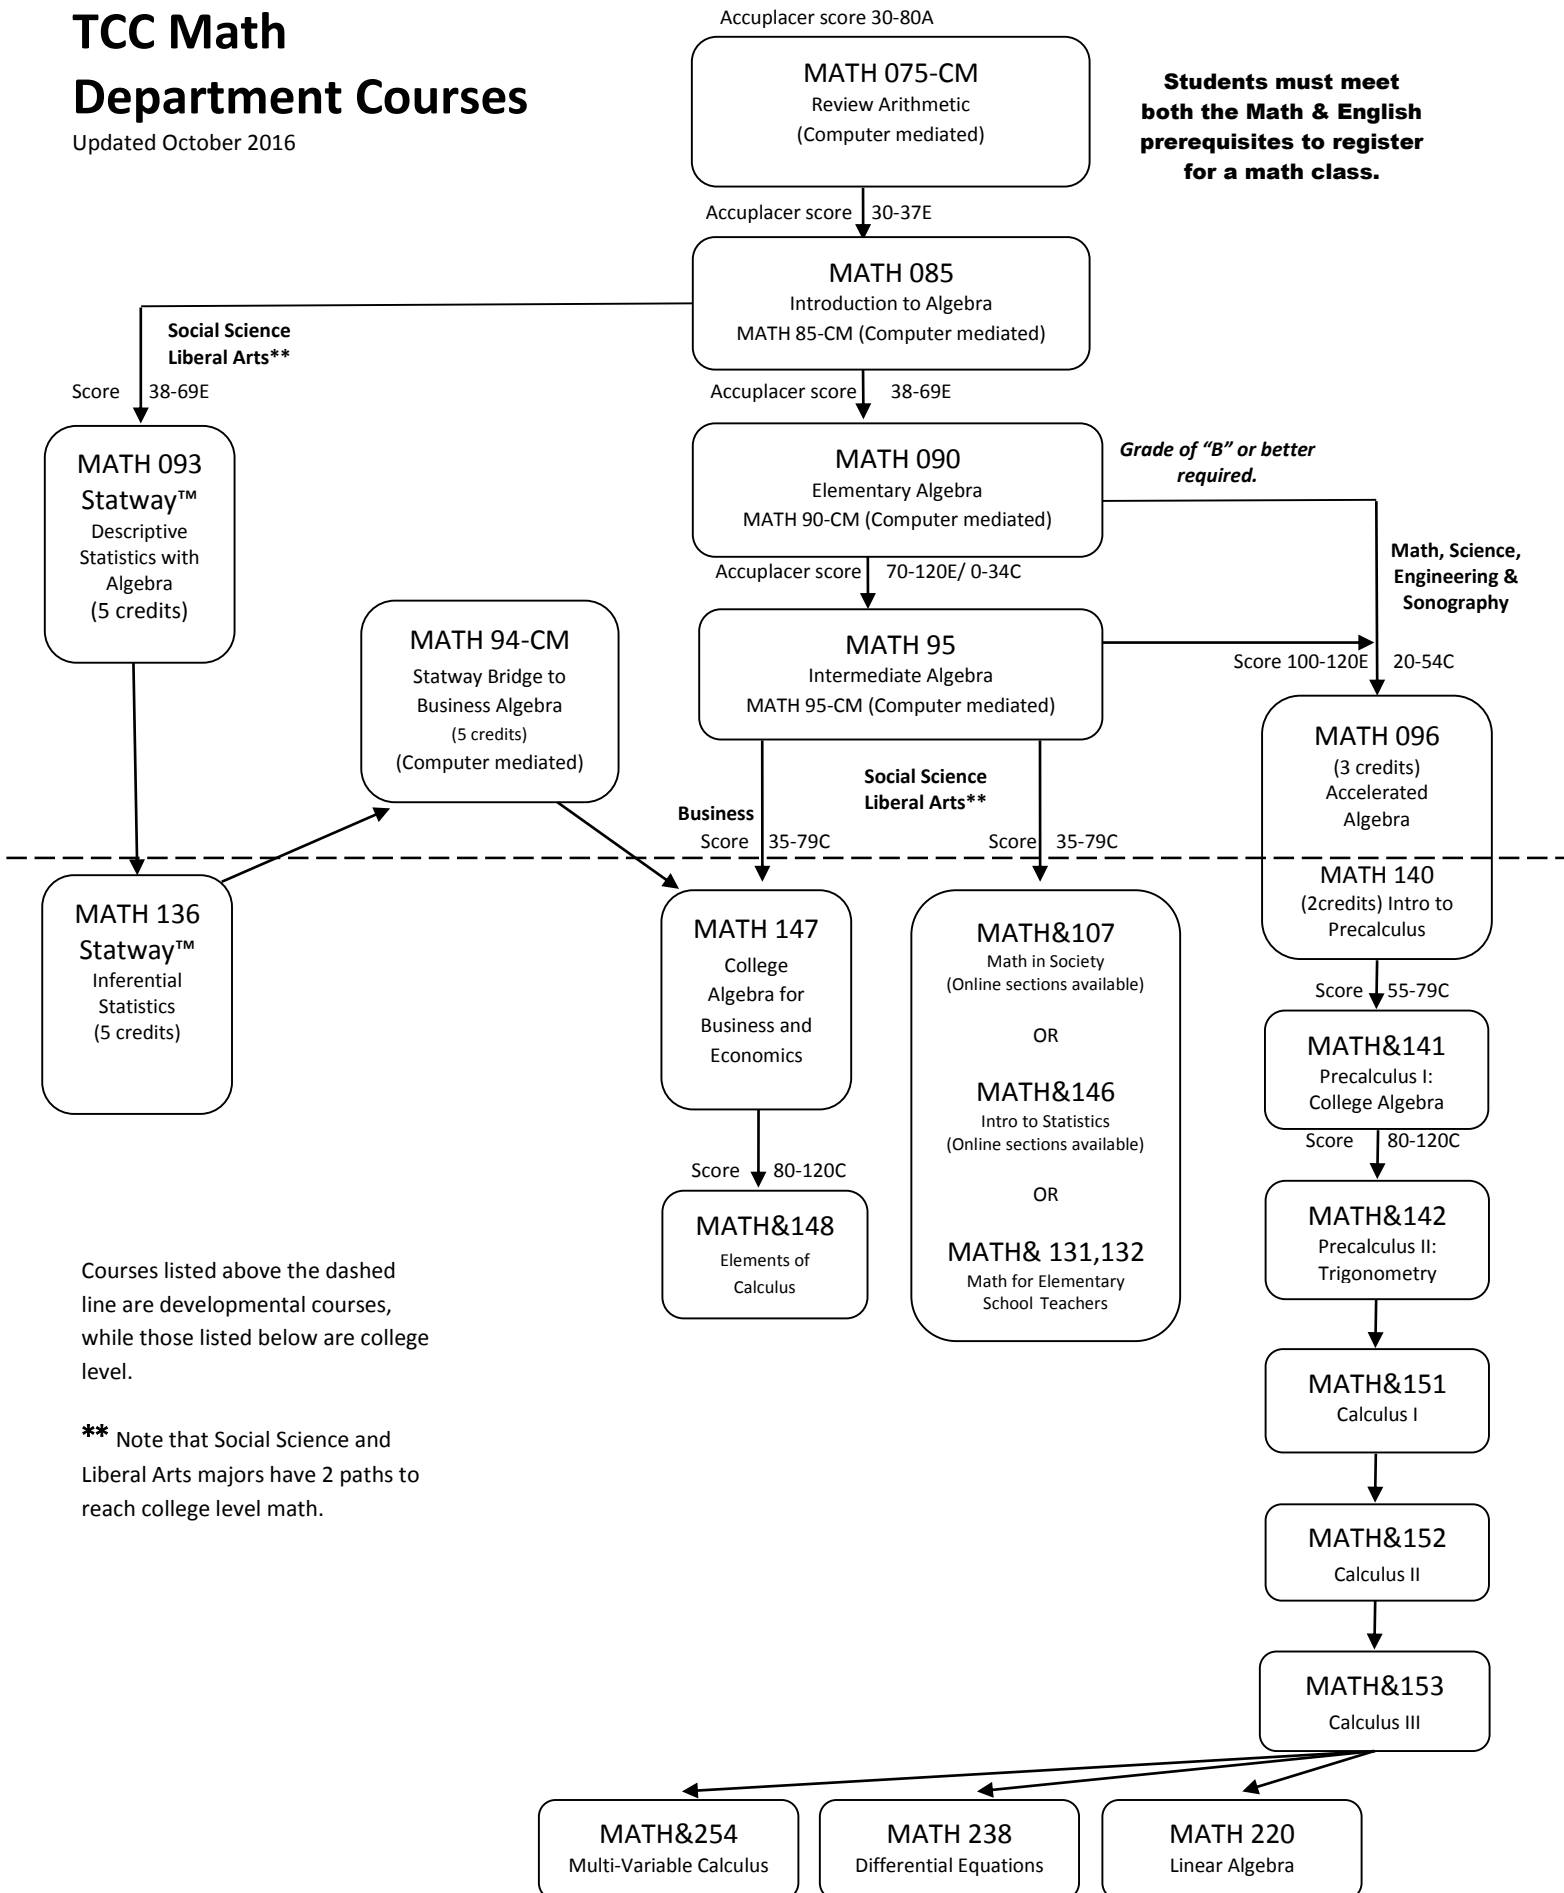 TCC Math
Department Courses
Updated October 2016
Accuplacer score 30-80A
MATH 075-CM
Review Arithmetic
(Computer mediated)
Students must meet
both the Math & English
prerequisites to register
for a math class.
Accuplacer score 30-37E
MATH 085
Introduction to Algebra
MATH 85-CM (Computer mediated)
Social Science
Liberal Arts**
Score 38-69E
Accuplacer score 38-69E
MATH 093
Statway™
Descriptive
Statistics with
Algebra
(5 credits)
MATH 090
Elementary Algebra
MATH 90-CM (Computer mediated)
Grade of “B” or better
required.
Math, Science,
Engineering &
Sonography
Accuplacer score 70-120E/ 0-34C
MATH 94-CM
Statway Bridge to
Business Algebra
(5 credits)
(Computer mediated)
MATH 95
Intermediate Algebra
MATH 95-CM (Computer mediated)
Score 100-120E 20-54C
MATH 096
(3 credits)
Accelerated
Algebra
Business
Score 35-79C
Social Science
Liberal Arts**
Score 35-79C
MATH 140
(2credits) Intro to
Precalculus
MATH 136
Statway™
Inferential
Statistics
(5 credits)
MATH 147
College
Algebra for
Business and
Economics
MATH&107
Math in Society
(Online sections available)
OR
MATH&146
Intro to Statistics
(Online sections available)
OR
MATH& 131,132
Math for Elementary
School Teachers
Score 55-79C
MATH&141
Precalculus I:
College Algebra
Score 80-120C
Score 80-120C
MATH&148
Elements of
Calculus
MATH&142
Precalculus II:
Trigonometry
Courses listed above the dashed
line are developmental courses,
while those listed below are college
level.
** Note that Social Science and
Liberal Arts majors have 2 paths to
reach college level math.
MATH&151
Calculus I
MATH&152
Calculus II
MATH&153
Calculus III
MATH&254
Multi-Variable Calculus
MATH 238
Differential Equations
MATH 220
Linear Algebra